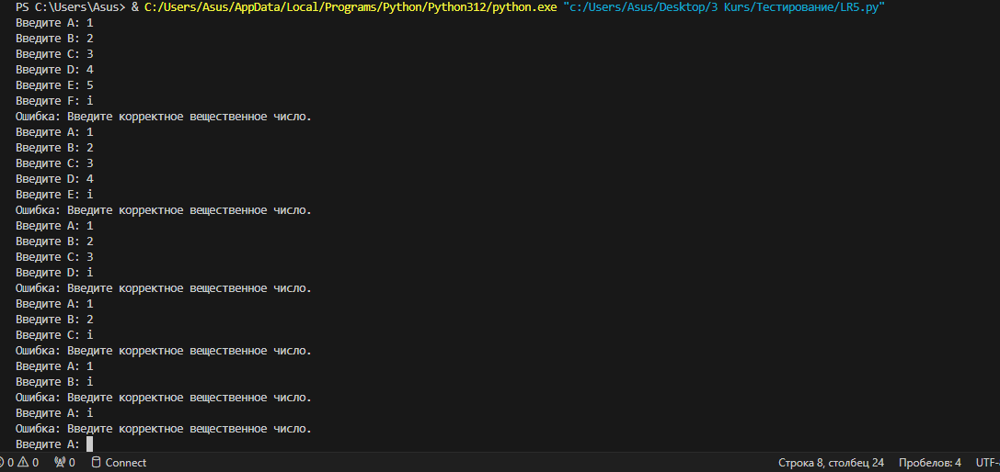 PS C:\Users\Asus> & C:/Users/Asus/AppData/Local/Programs/Python/Python312/python.exe "c:/Users/Asus/Desktop/3 Kurs/Тестирование/LR5.py"
Введите A: 1
Введите B: 2
Введите C: 3
Введите D: 4
Введите E: 5
Введите F: i
Ошибка: Введите корректное вещественное число.
Введите A: 1
Введите B: 2
Введите C: 3
Введите D: 4
Введите E: i
Ошибка: Введите корректное вещественное число.
Введите A: 1
Введите B: 2
Введите C: 3
Введите D: i
Ошибка: Введите корректное вещественное число.
Введите A: 1
Введите B: 2
Введите C: i
Ошибка: Введите корректное вещественное число.
Введите A: 1
Введите B: i
Ошибка: Введите корректное вещественное число.
Введите A: i
Ошибка: Введите корректное вещественное число.
Введите A:
0 0 0 Connect Строка 8, столбец 24 Пробелов: 4 UTF-